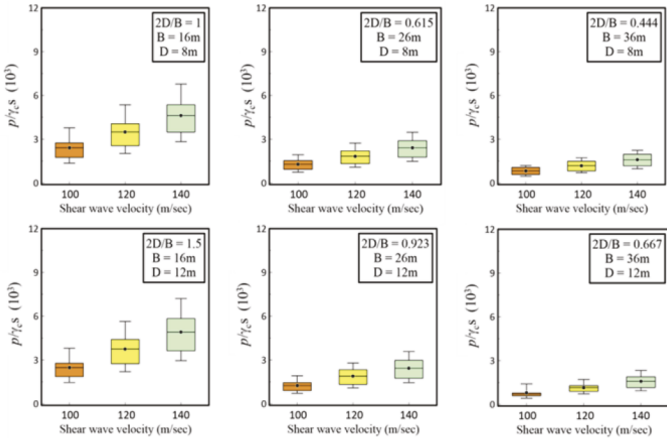 12
9
6
3
0
p/γcs (10³)
2D/B = 1
B = 16m
D = 8m
100 120 140
Shear wave velocity (m/sec)
12
9
6
3
0
p/γcs (10³)
2D/B = 0.615
B = 26m
D = 8m
100 120 140
Shear wave velocity (m/sec)
12
9
6
3
0
p/γcs (10³)
2D/B = 0.444
B = 36m
D = 8m
100 120 140
Shear wave velocity (m/sec)
12
9
6
3
0
p/γcs (10³)
2D/B = 1.5
B = 16m
D = 12m
100 120 140
Shear wave velocity (m/sec)
12
9
6
3
0
p/γcs (10³)
2D/B = 0.923
B = 26m
D = 12m
100 120 140
Shear wave velocity (m/sec)
12
9
6
3
0
p/γcs (10³)
2D/B = 0.667
B = 36m
D = 12m
100 120 140
Shear wave velocity (m/sec)